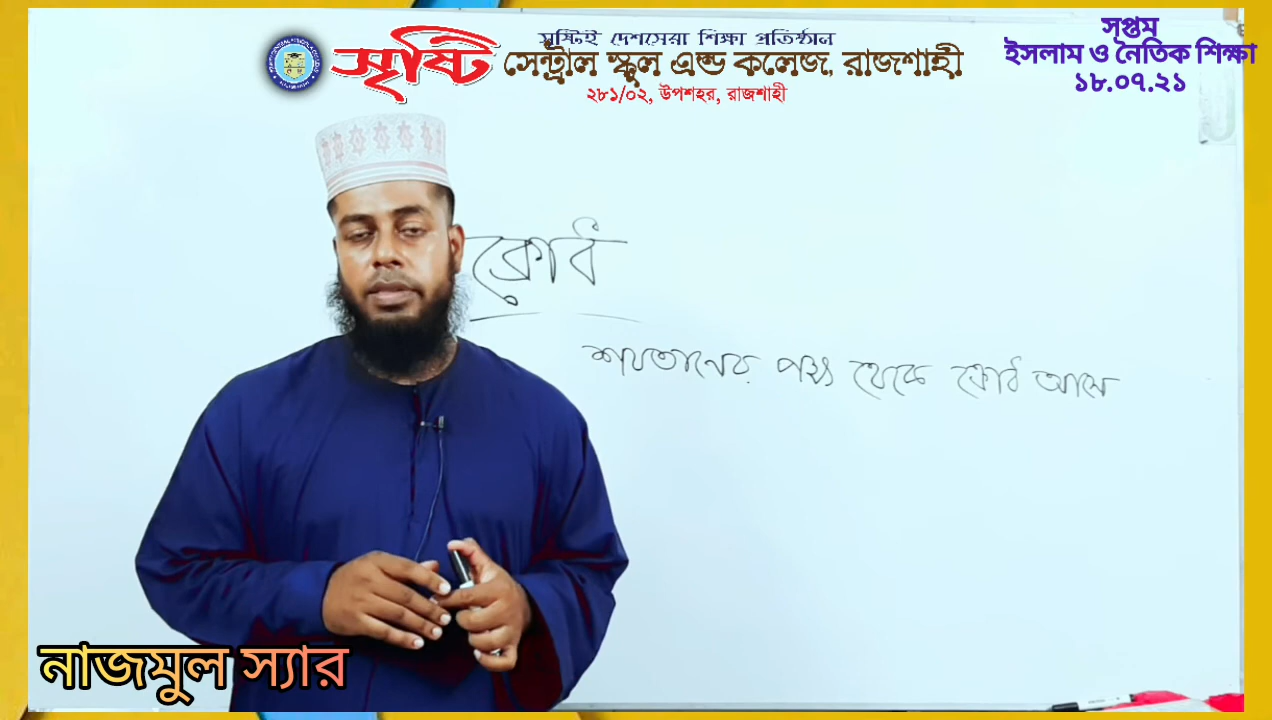 সৃষ্টিই দেশসেরা শিক্ষা প্রতিষ্ঠান
সৃষ্টি সেন্ট্রাল স্কুল এন্ড কলেজ, রাজশাহী
২৮১/০২, উপশহর, রাজশাহী
সপ্তম
ইসলাম ও নৈতিক শিক্ষা
১৮.০৭.২১
ক্রোধ
শয়তানের পক্ষ থেকে ক্রোধ আসে
নাজমুল স্যার